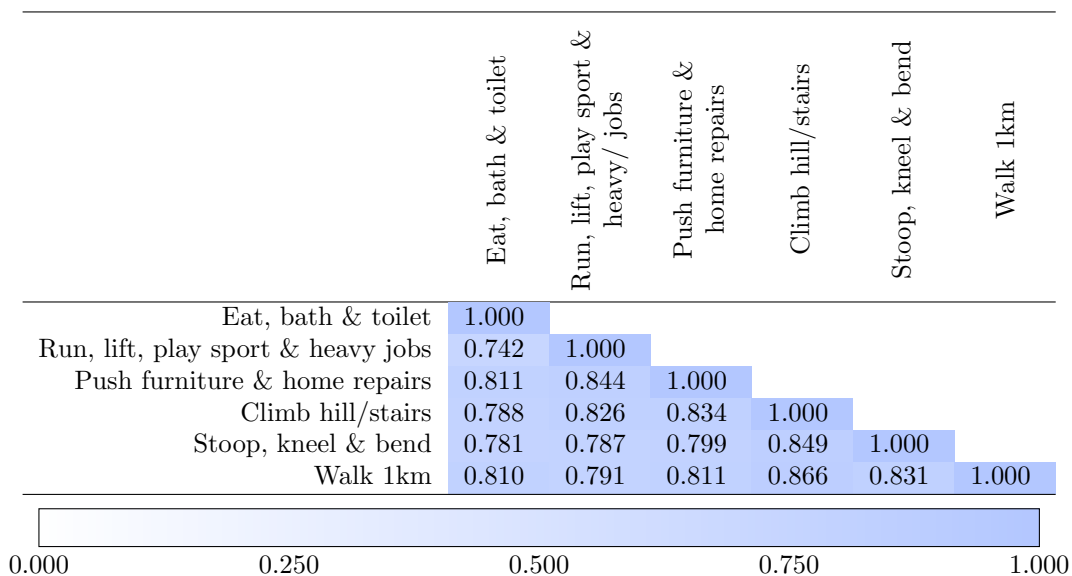 Eat, bath & toilet
Run, lift, play sport &
heavy/ jobs
Push furniture &
home repairs
Climb hill/stairs
Stoop, kneel & bend
Walk 1km
Eat, bath & toilet 1.000
Run, lift, play sport & heavy jobs 0.742 1.000
Push furniture & home repairs 0.811 0.844 1.000
Climb hill/stairs 0.788 0.826 0.834 1.000
Stoop, kneel & bend 0.781 0.787 0.799 0.849 1.000
Walk 1km 0.810 0.791 0.811 0.866 0.831 1.000
0.000 0.250 0.500 0.750 1.000